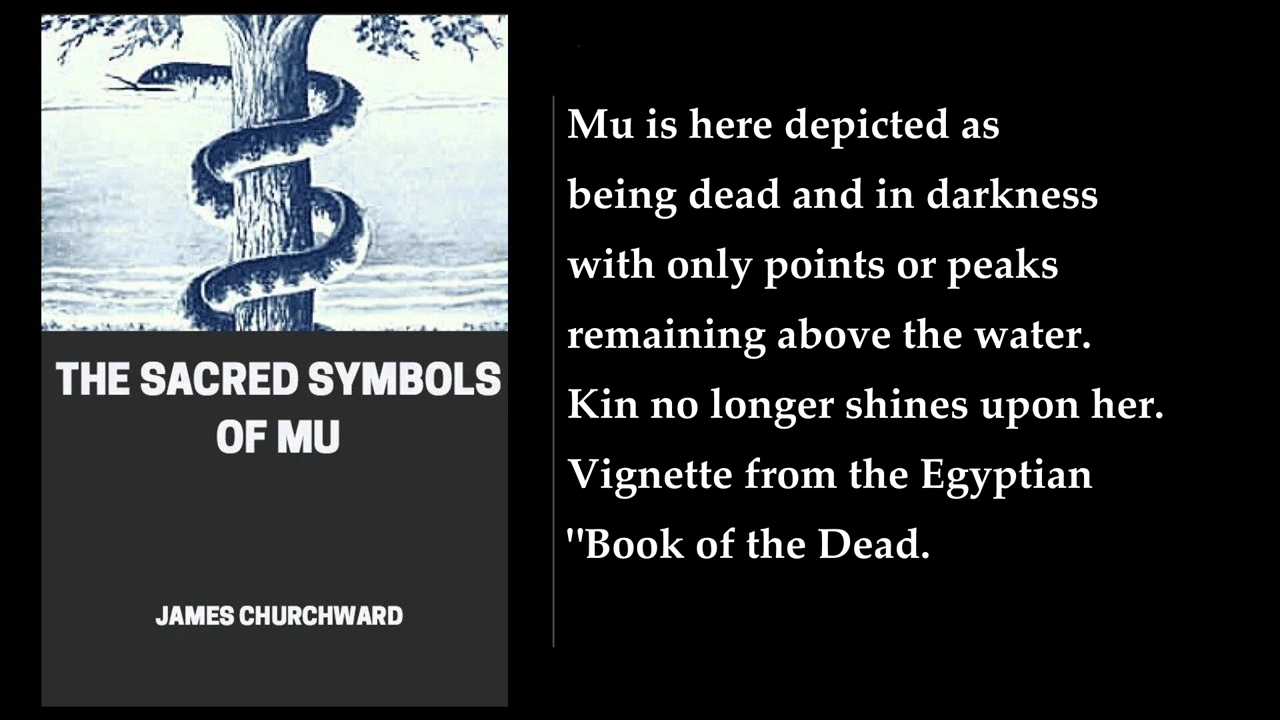 THE SACRED SYMBOLS
OF MU
JAMES CHURCHWARD
Mu is here depicted as
being dead and in darkness
with only points or peaks
remaining above the water.
Kin no longer shines upon her.
Vignette from the Egyptian
"Book of the Dead.